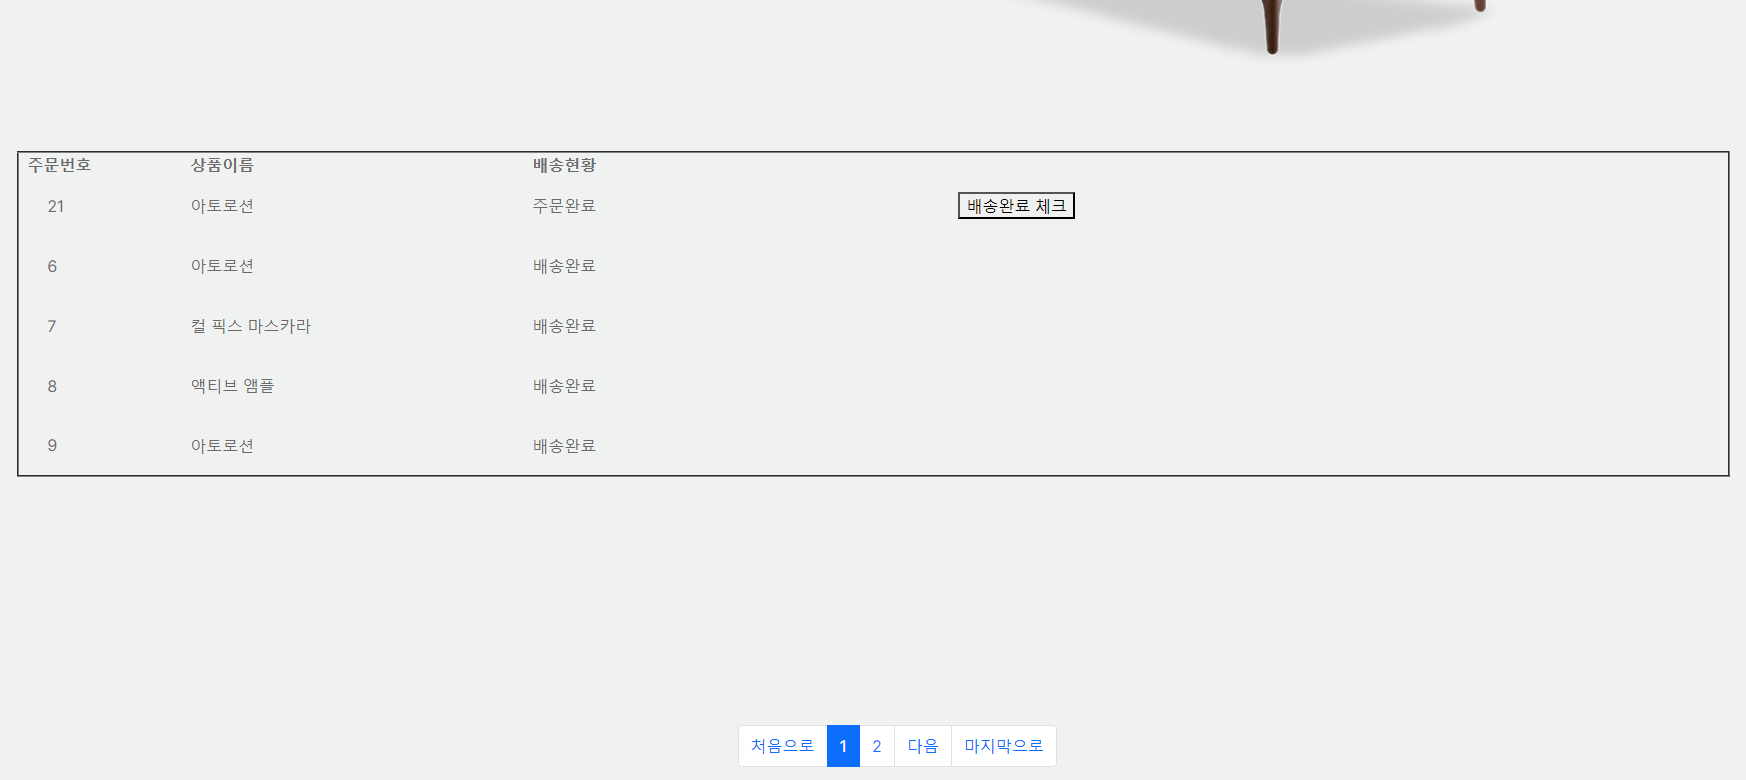 주문번호 상품이름 배송현황
21 아토로션 주문완료 배송완료 체크
6 아토로션 배송완료
7 컬 픽스 마스카라 배송완료
8 액티브 앰플 배송완료
9 아토로션 배송완료
처음으로 1 2 다음 마지막으로